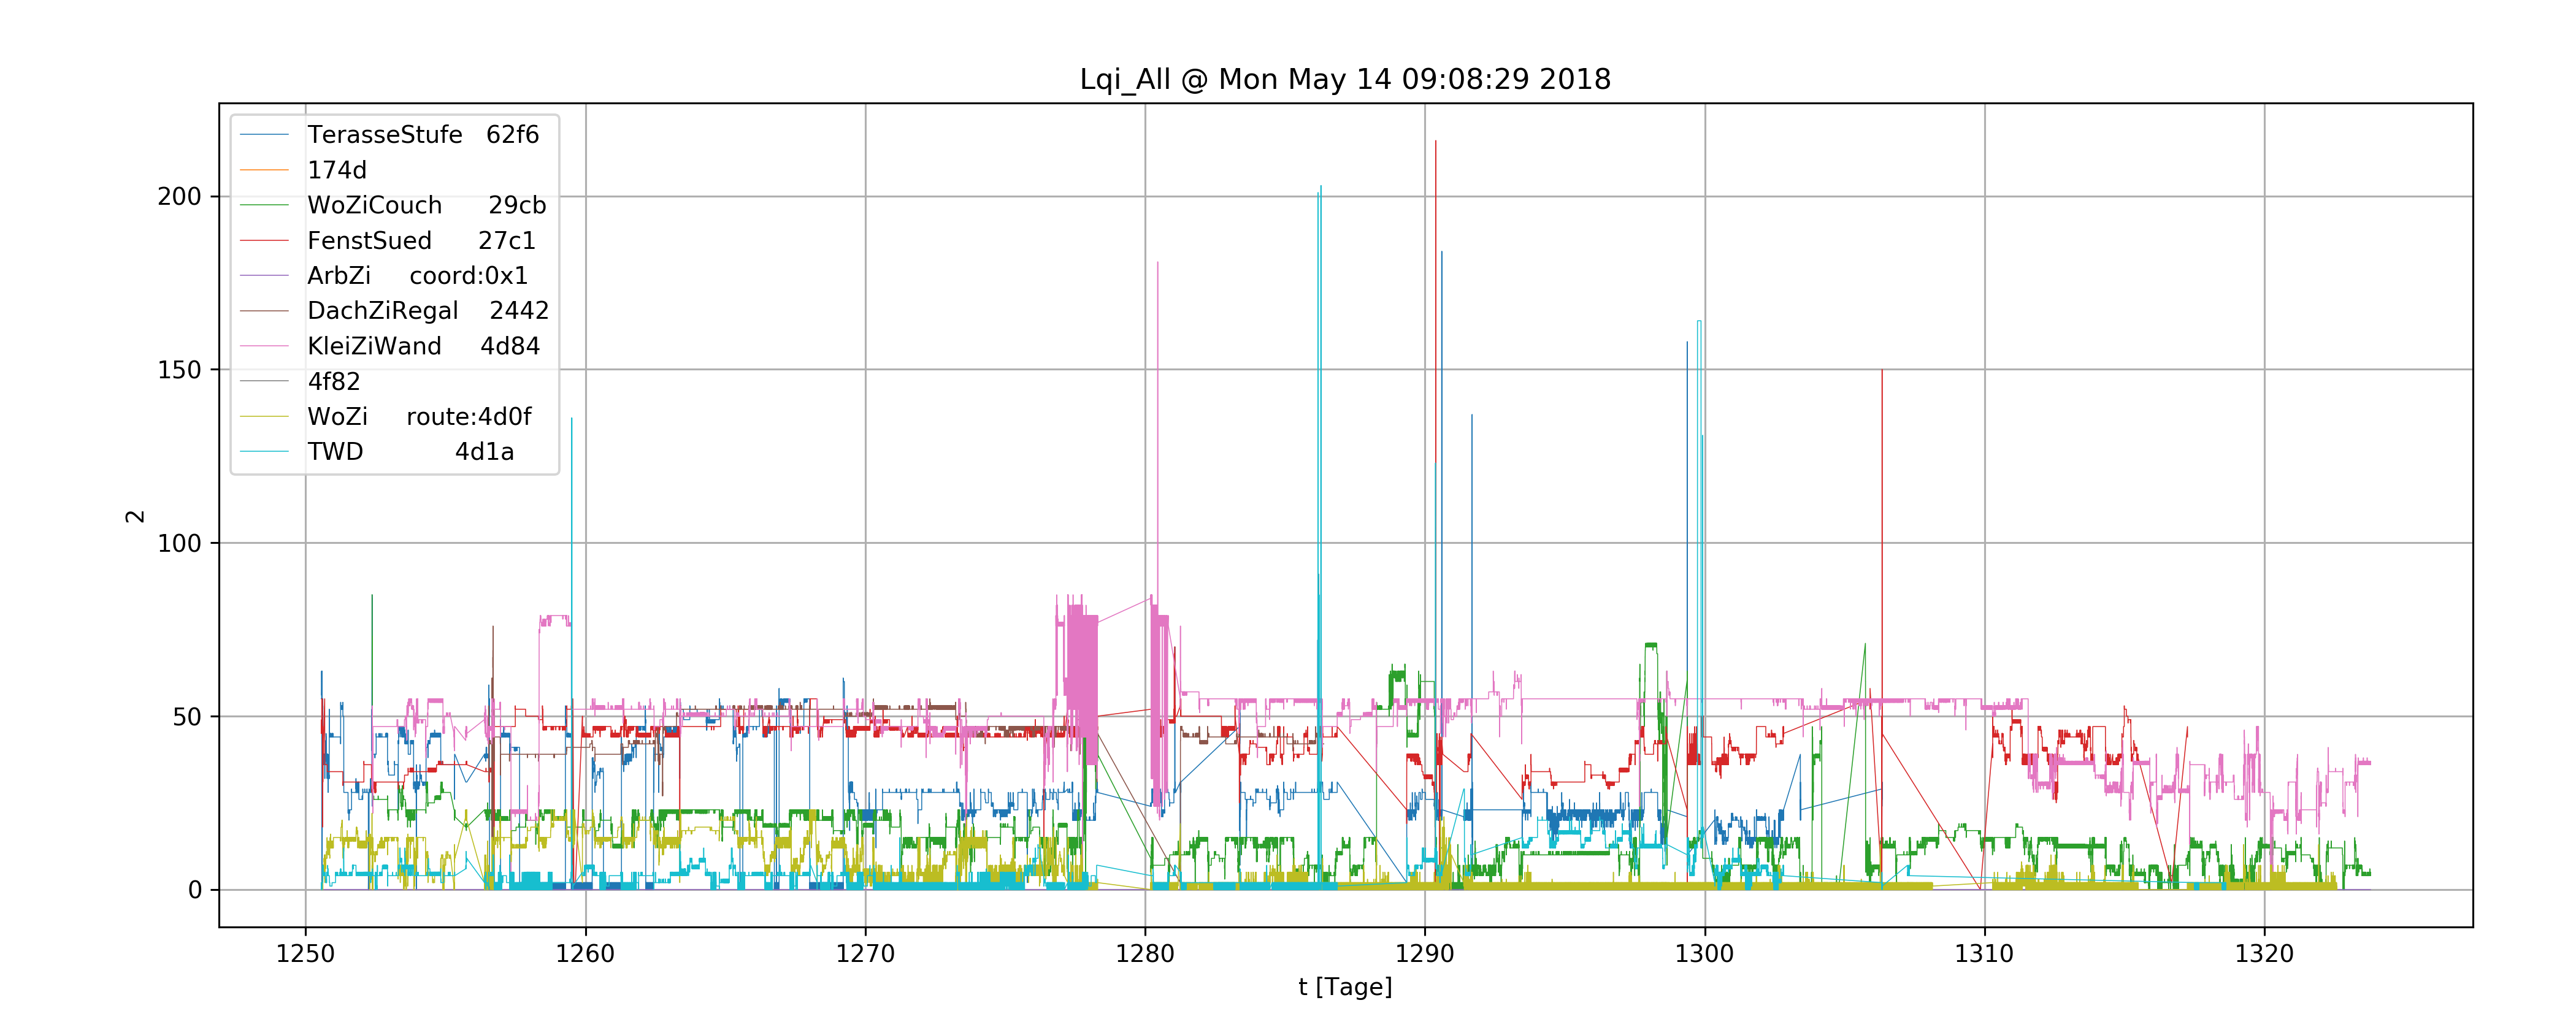 Lqi_All @ Mon May 14 09:08:29 2018
TerasseStufe 62f6
174d
WoZiCouch 29cb
FenstSued 27c1
ArbZi coord:0x1
DachZiRegal 2442
KleiZiWand 4d84
4f82
WoZi route:4d0f
TWD 4d1a
200
150
100
50
0
2
1250 1260 1270 1280 1290 1300 1310 1320
t [Tage]